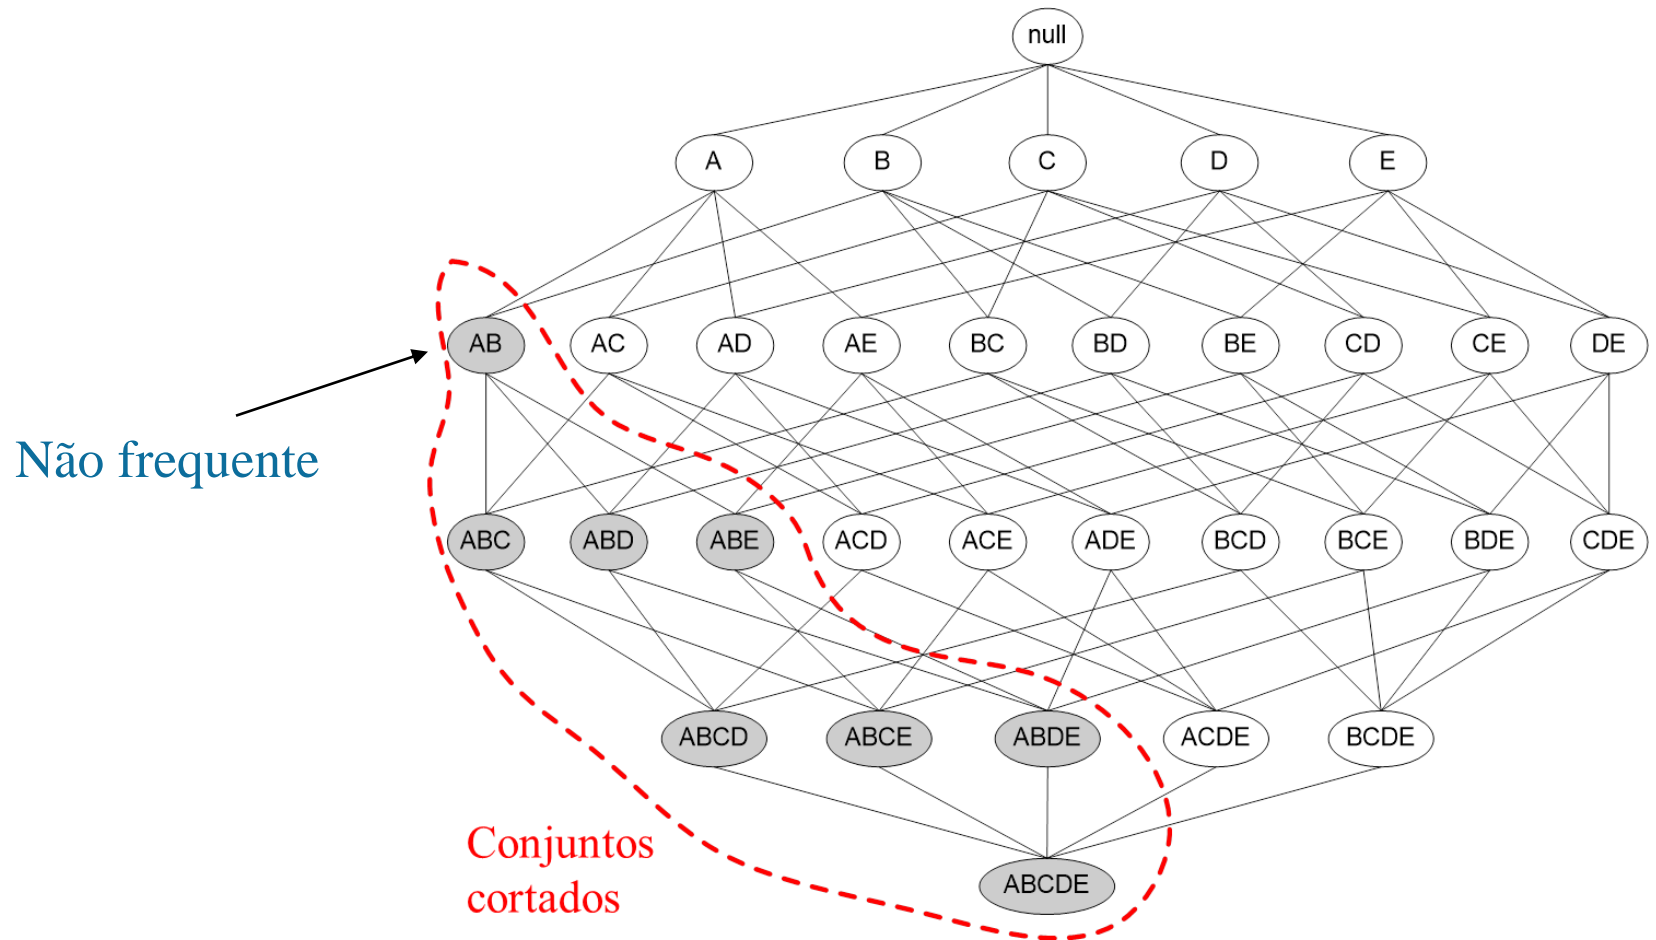 null
A B C D E
AB AC AD AE BC BD BE CD CE DE
Não frequente
ABC ABD ABE ACD ACE ADE BCD BCE BDE CDE
ABCD ABCE ABDE ACDE BCDE
Conjuntos
cortados
ABCDE